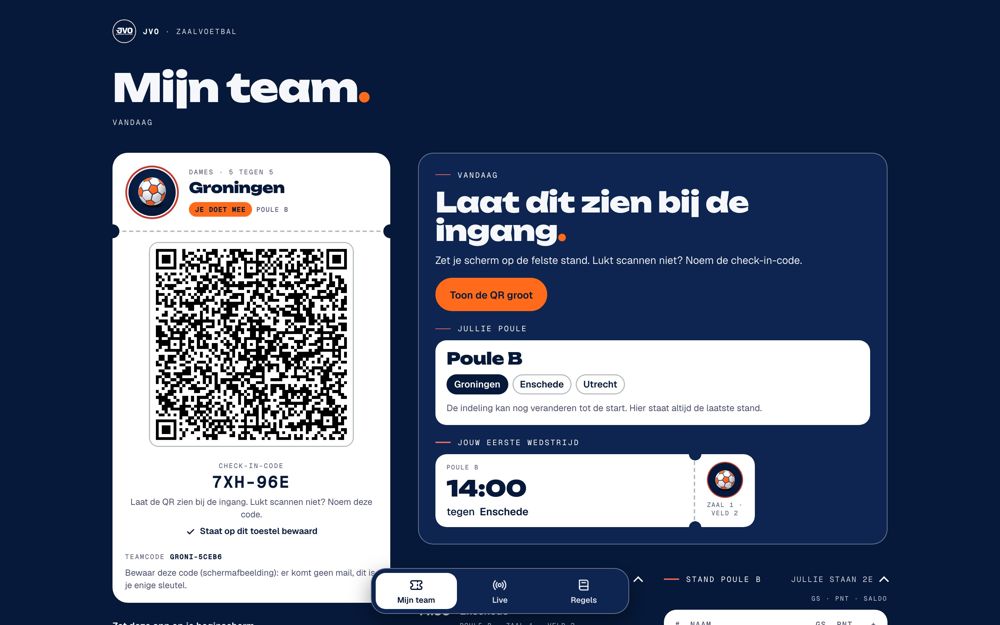 JVO JVO · ZAALVOETBAL
Mijn team.
VANDAAG
DAMES · 5 TEGEN 5
Groningen
JE DOET MEE POULE B
CHECK-IN-CODE
7XH-96E
Laat de QR zien bij de ingang. Lukt scannen niet? Noem deze
code.
Staat op dit toestel bewaard
TEAMCODE GRONI-5CEB6
Bewaar deze code (schermafbeelding): er komt geen mail, dit is
je enige sleutel.
VANDAAG
Laat dit zien bij de
ingang.
Zet je scherm op de felste stand. Lukt scannen niet? Noem de check-in-code.
Toon de QR groot
JULLIE POULE
Poule B
Groningen Enschede Utrecht
De indeling kan nog veranderen tot de start. Hier staat altijd de laatste stand.
JOUW EERSTE WEDSTRIJD
POULE B
14:00
tegen Enschede
ZAAL 1 ·
VELD 2
STAND POULE B JULLIE STAAN 2E
GS · PNT · SALDO
# NAAM GS PNT +
Mijn team Live Regels